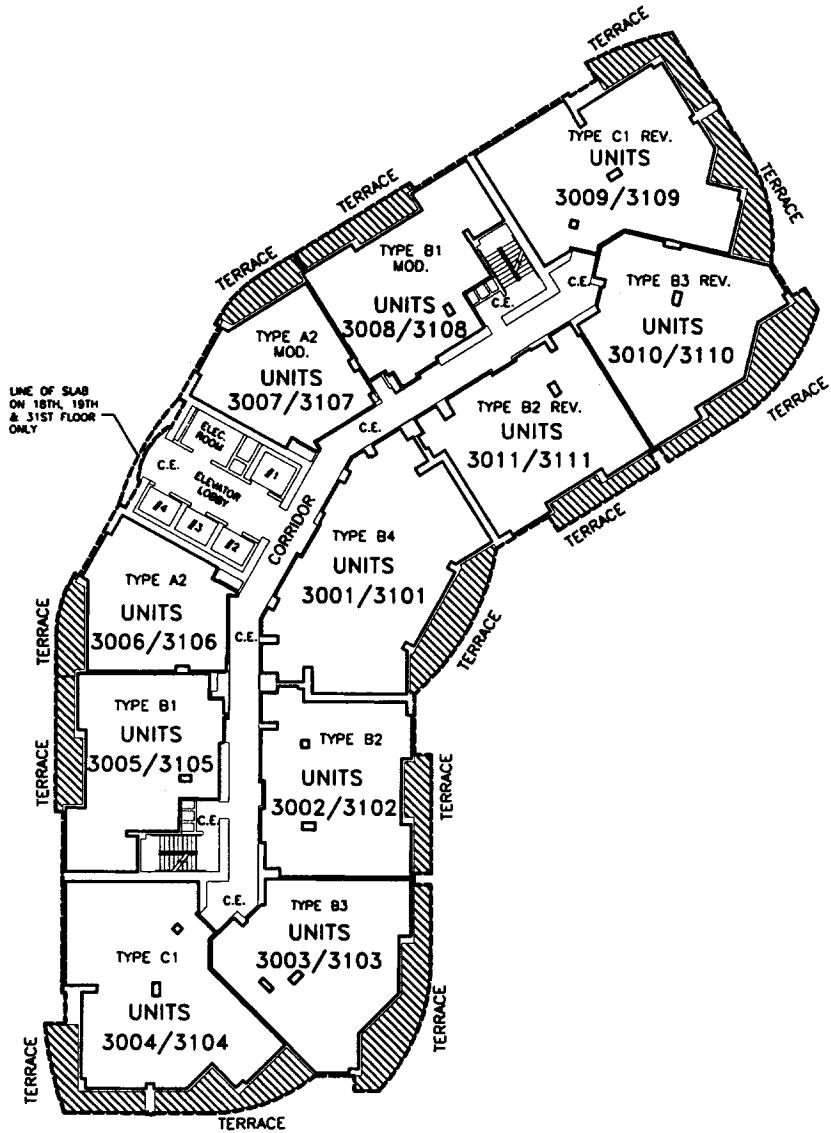 TERRACE
TYPE C1 REV.
UNITS
3009/3109
TERRACE
TERRACE
TYPE B1
MOD.
UNITS
3008/3108
C.E.
C.E.
TYPE B3 REV.
UNITS
3010/3110
TERRACE
TERRACE
TYPE A2
MOD.
UNITS
3007/3107
LINE OF SLAB
ON 18TH, 19TH
& 31ST FLOOR
ONLY
TYPE B2 REV.
UNITS
3011/3111
TERRACE
C.E.
ELEC.
ROOM
C.E.
#1
ELEVATOR
LOBBY
#4
#3
#2
CORRIDOR
TYPE B4
UNITS
3001/3101
TERRACE
TYPE A2
UNITS
3006/3106
TERRACE
C.E.
TYPE B1
UNITS
3005/3105
TERRACE
C.E.
TYPE B2
UNITS
3002/3102
TERRACE
C.E.
TYPE B3
UNITS
3003/3103
TERRACE
TYPE C1
UNITS
3004/3104
TERRACE
TERRACE